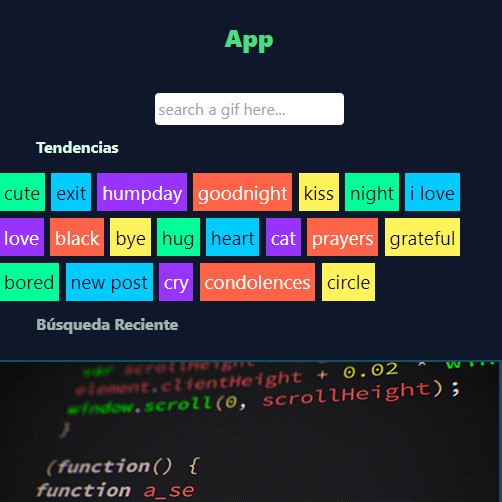 App
search a gif here...
Tendencias
cute exit humpday goodnight kiss night i love
love black bye hug heart cat prayers grateful
bored new post cry condolences circle
Búsqueda Reciente
var scrollHeight
element.clientHeight + 0.02 *
window.scroll(0, scrollHeight);
}
(function() {
function a_se